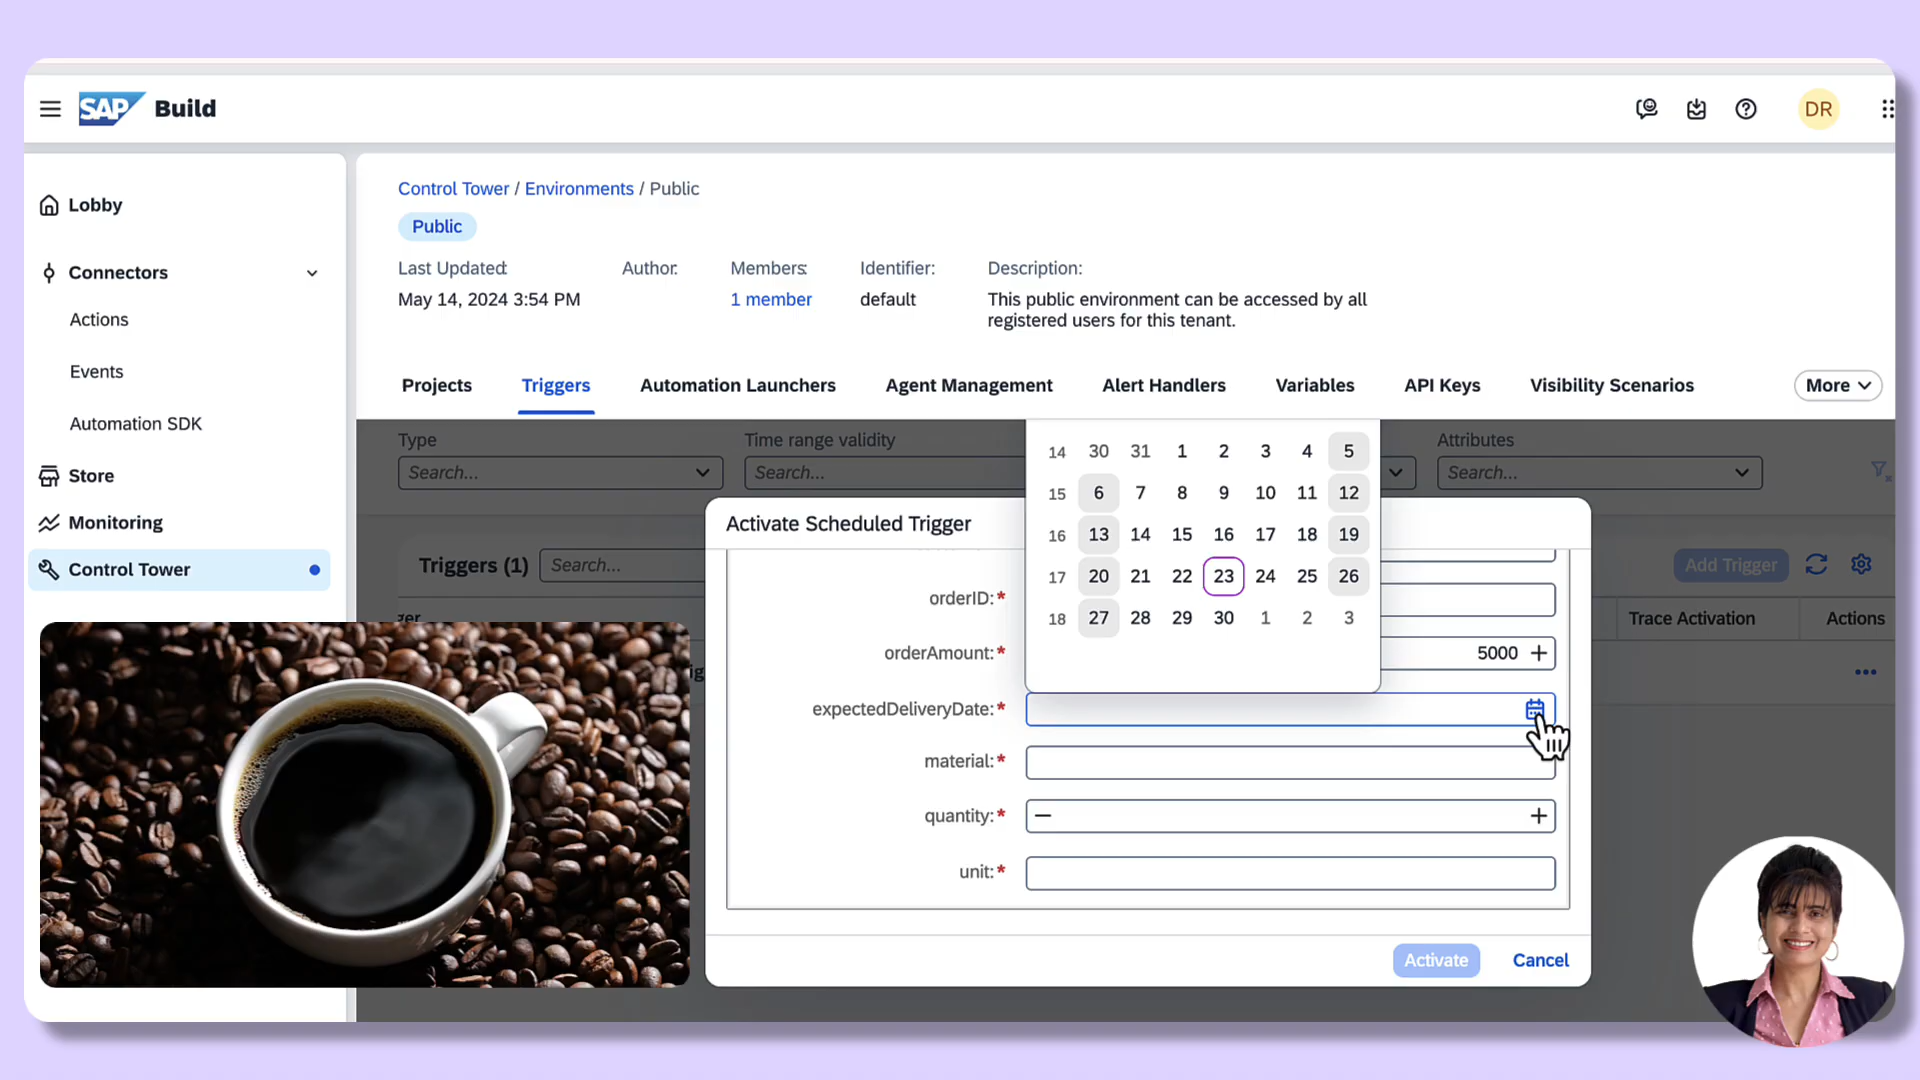 SAP Build
DR
Lobby
Connectors
Actions
Events
Automation SDK
Store
Monitoring
Control Tower
Control Tower / Environments / Public
Public
Last Updated:
Author:
Members:
Identifier:
Description:
May 14, 2024 3:54 PM
1 member
default
This public environment can be accessed by all
registered users for this tenant.
Projects
Triggers
Automation Launchers
Agent Management
Alert Handlers
Variables
API Keys
Visibility Scenarios
More
Type
Time range validity
Attributes
Search...
Search...
Search...
14 30 31 1 2 3 4 5
15 6 7 8 9 10 11 12
16 13 14 15 16 17 18 19
17 20 21 22 23 24 25 26
18 27 28 29 30 1 2 3
Triggers (1)
Search...
Add Trigger
Trace Activation
Actions
Activate Scheduled Trigger
orderID:*
orderAmount:*
5000 +
expectedDeliveryDate:*
material:*
quantity:*
− +
unit:*
Activate
Cancel